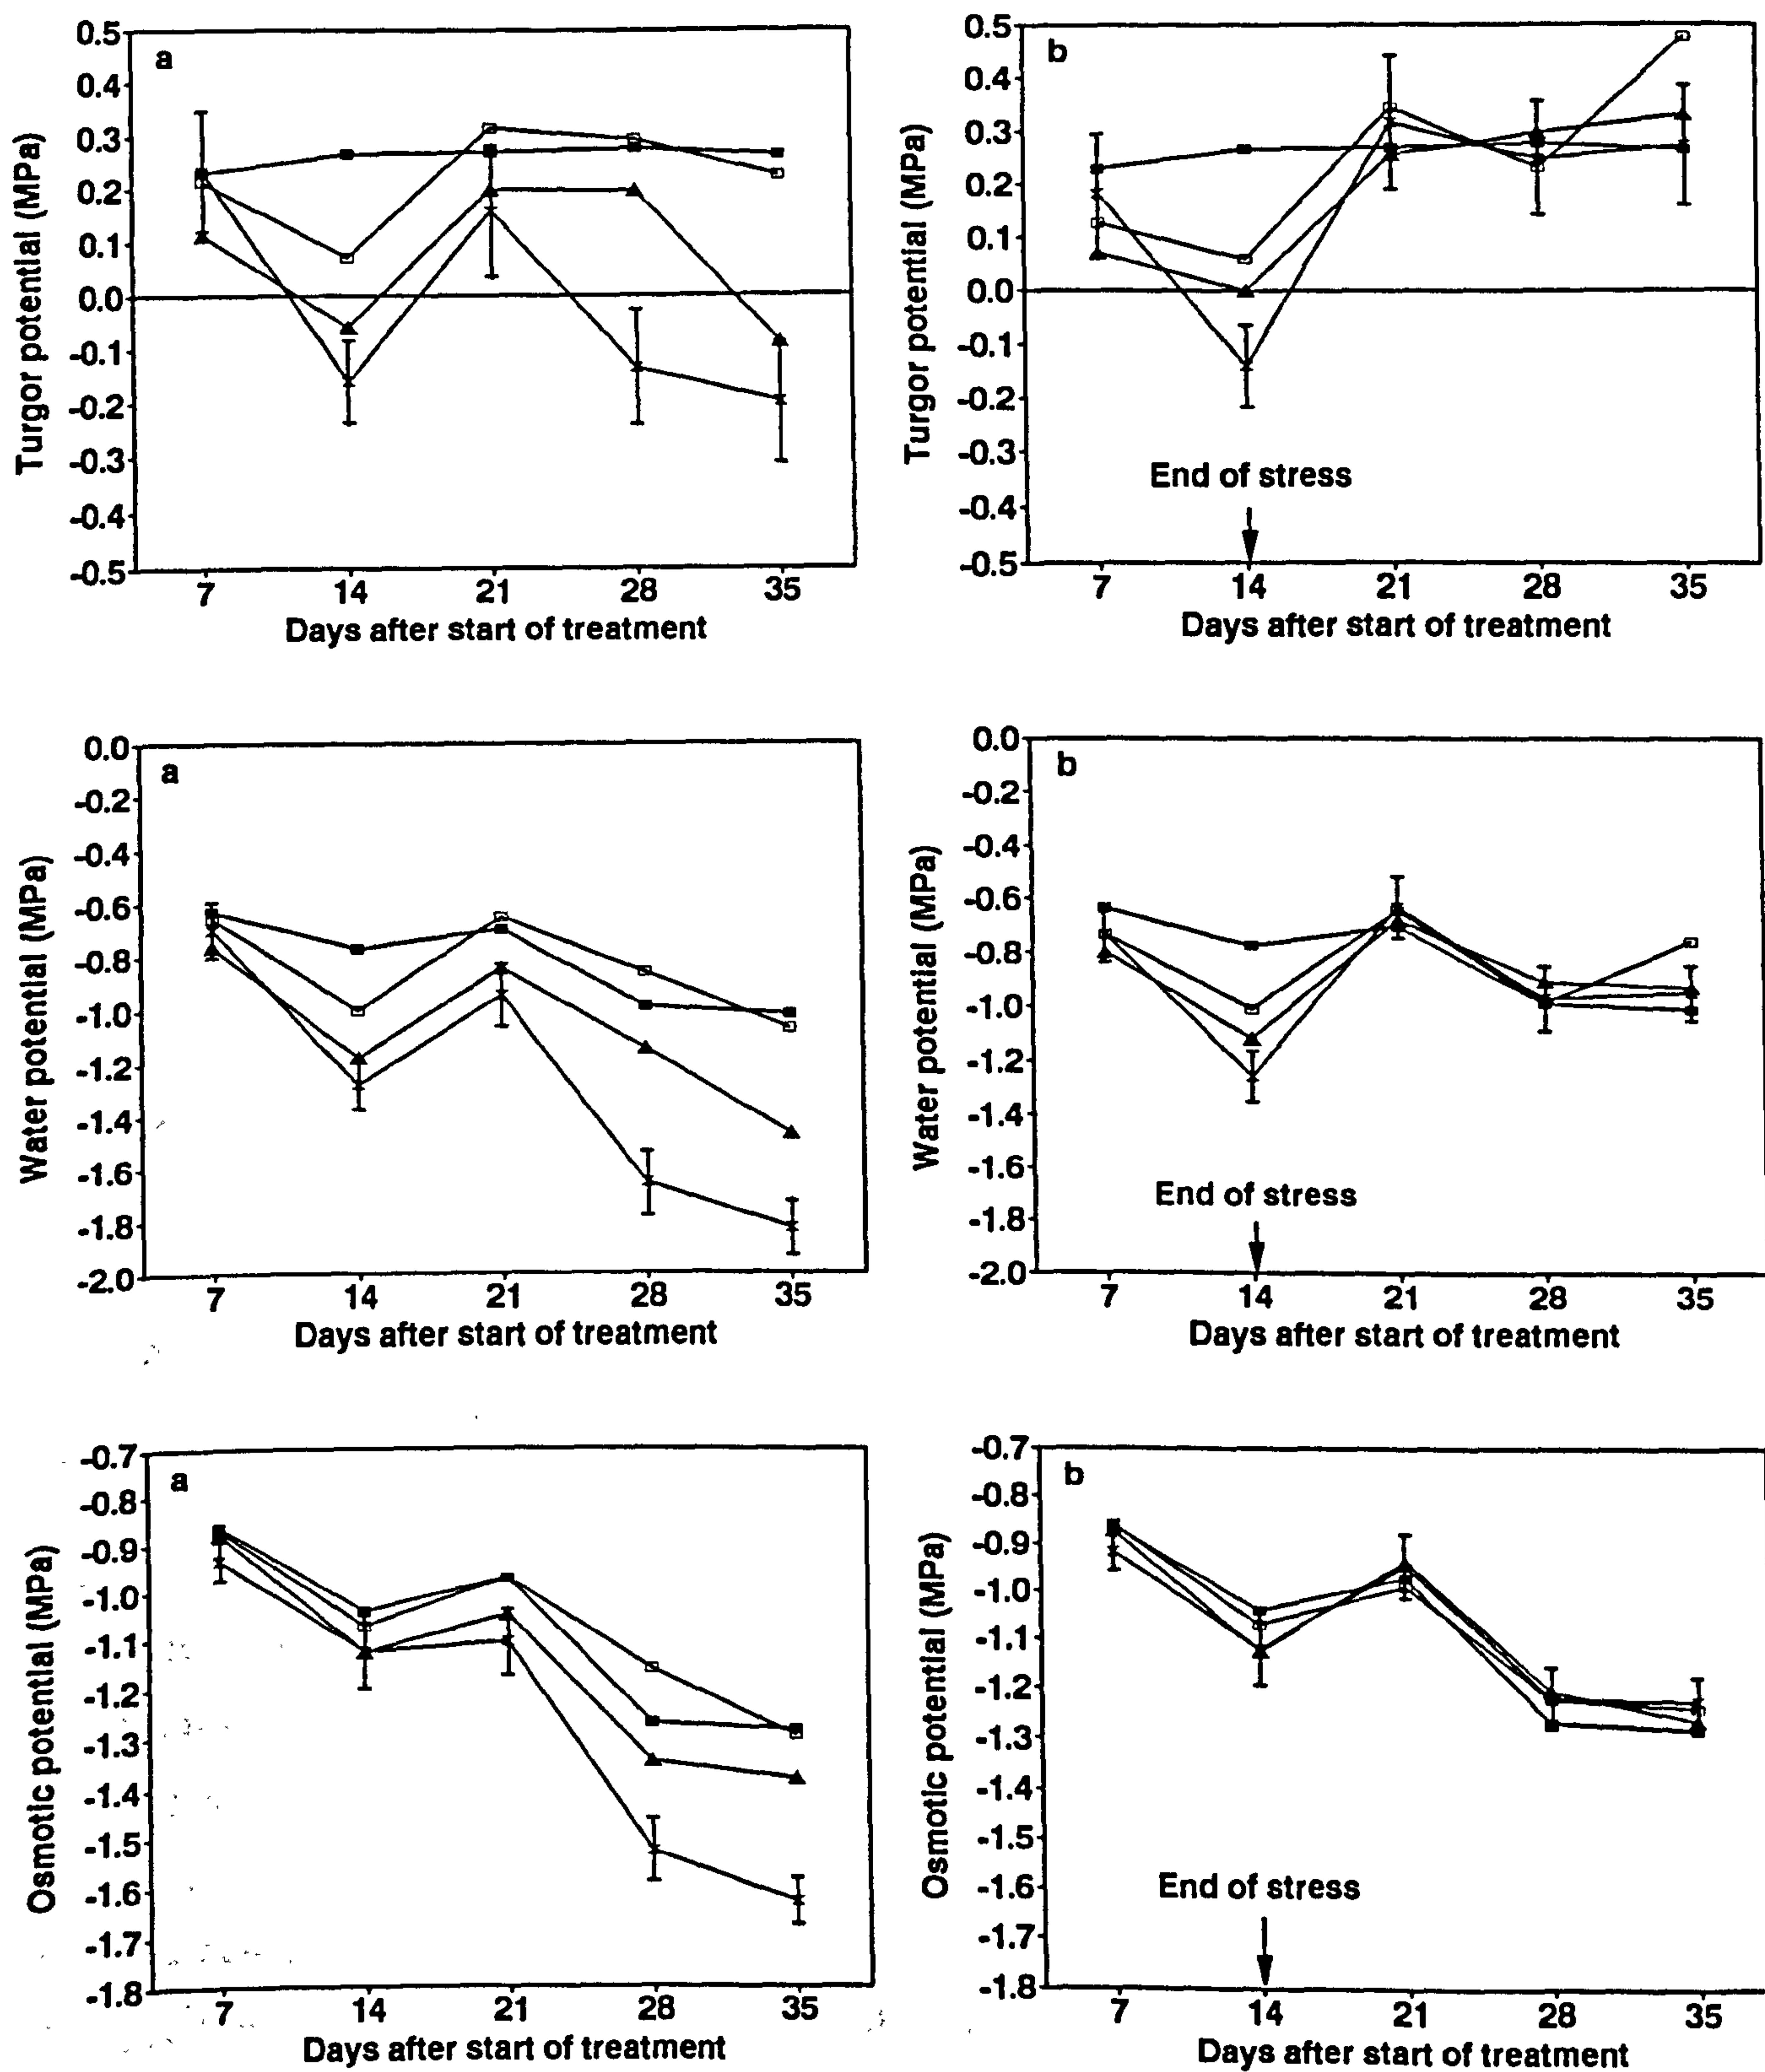 a
Turgor potential (MPa)
0.5
0.4
0.3
0.2
0.1
0.0
-0.1
-0.2
-0.3
-0.4
-0.5
7 14 21 28 35
Days after start of treatment
b
Turgor potential (MPa)
0.5
0.4
0.3
0.2
0.1
0.0
-0.1
-0.2
-0.3
-0.4
-0.5
End of stress
7 14 21 28 35
Days after start of treatment
a
Water potential (MPa)
0.0
-0.2
-0.4
-0.6
-0.8
-1.0
-1.2
-1.4
-1.6
-1.8
-2.0
7 14 21 28 35
Days after start of treatment
b
Water potential (MPa)
0.0
-0.2
-0.4
-0.6
-0.8
-1.0
-1.2
-1.4
-1.6
-1.8
-2.0
End of stress
7 14 21 28 35
Days after start of treatment
a
Osmotic potential (MPa)
-0.7
-0.8
-0.9
-1.0
-1.1
-1.2
-1.3
-1.4
-1.5
-1.6
-1.7
-1.8
7 14 21 28 35
Days after start of treatment
b
Osmotic potential (MPa)
-0.7
-0.8
-0.9
-1.0
-1.1
-1.2
-1.3
-1.4
-1.5
-1.6
-1.7
-1.8
End of stress
7 14 21 28 35
Days after start of treatment